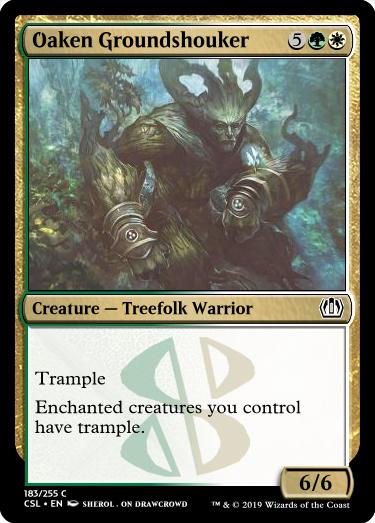 Oaken Groundshouker 5
Creature — Treefolk Warrior
Trample
Enchanted creatures you control
have trample.
6/6
183/255 C
CSL • EN SHEROL . ON DRAWCROWD ™ & © 2019 Wizards of the Coast